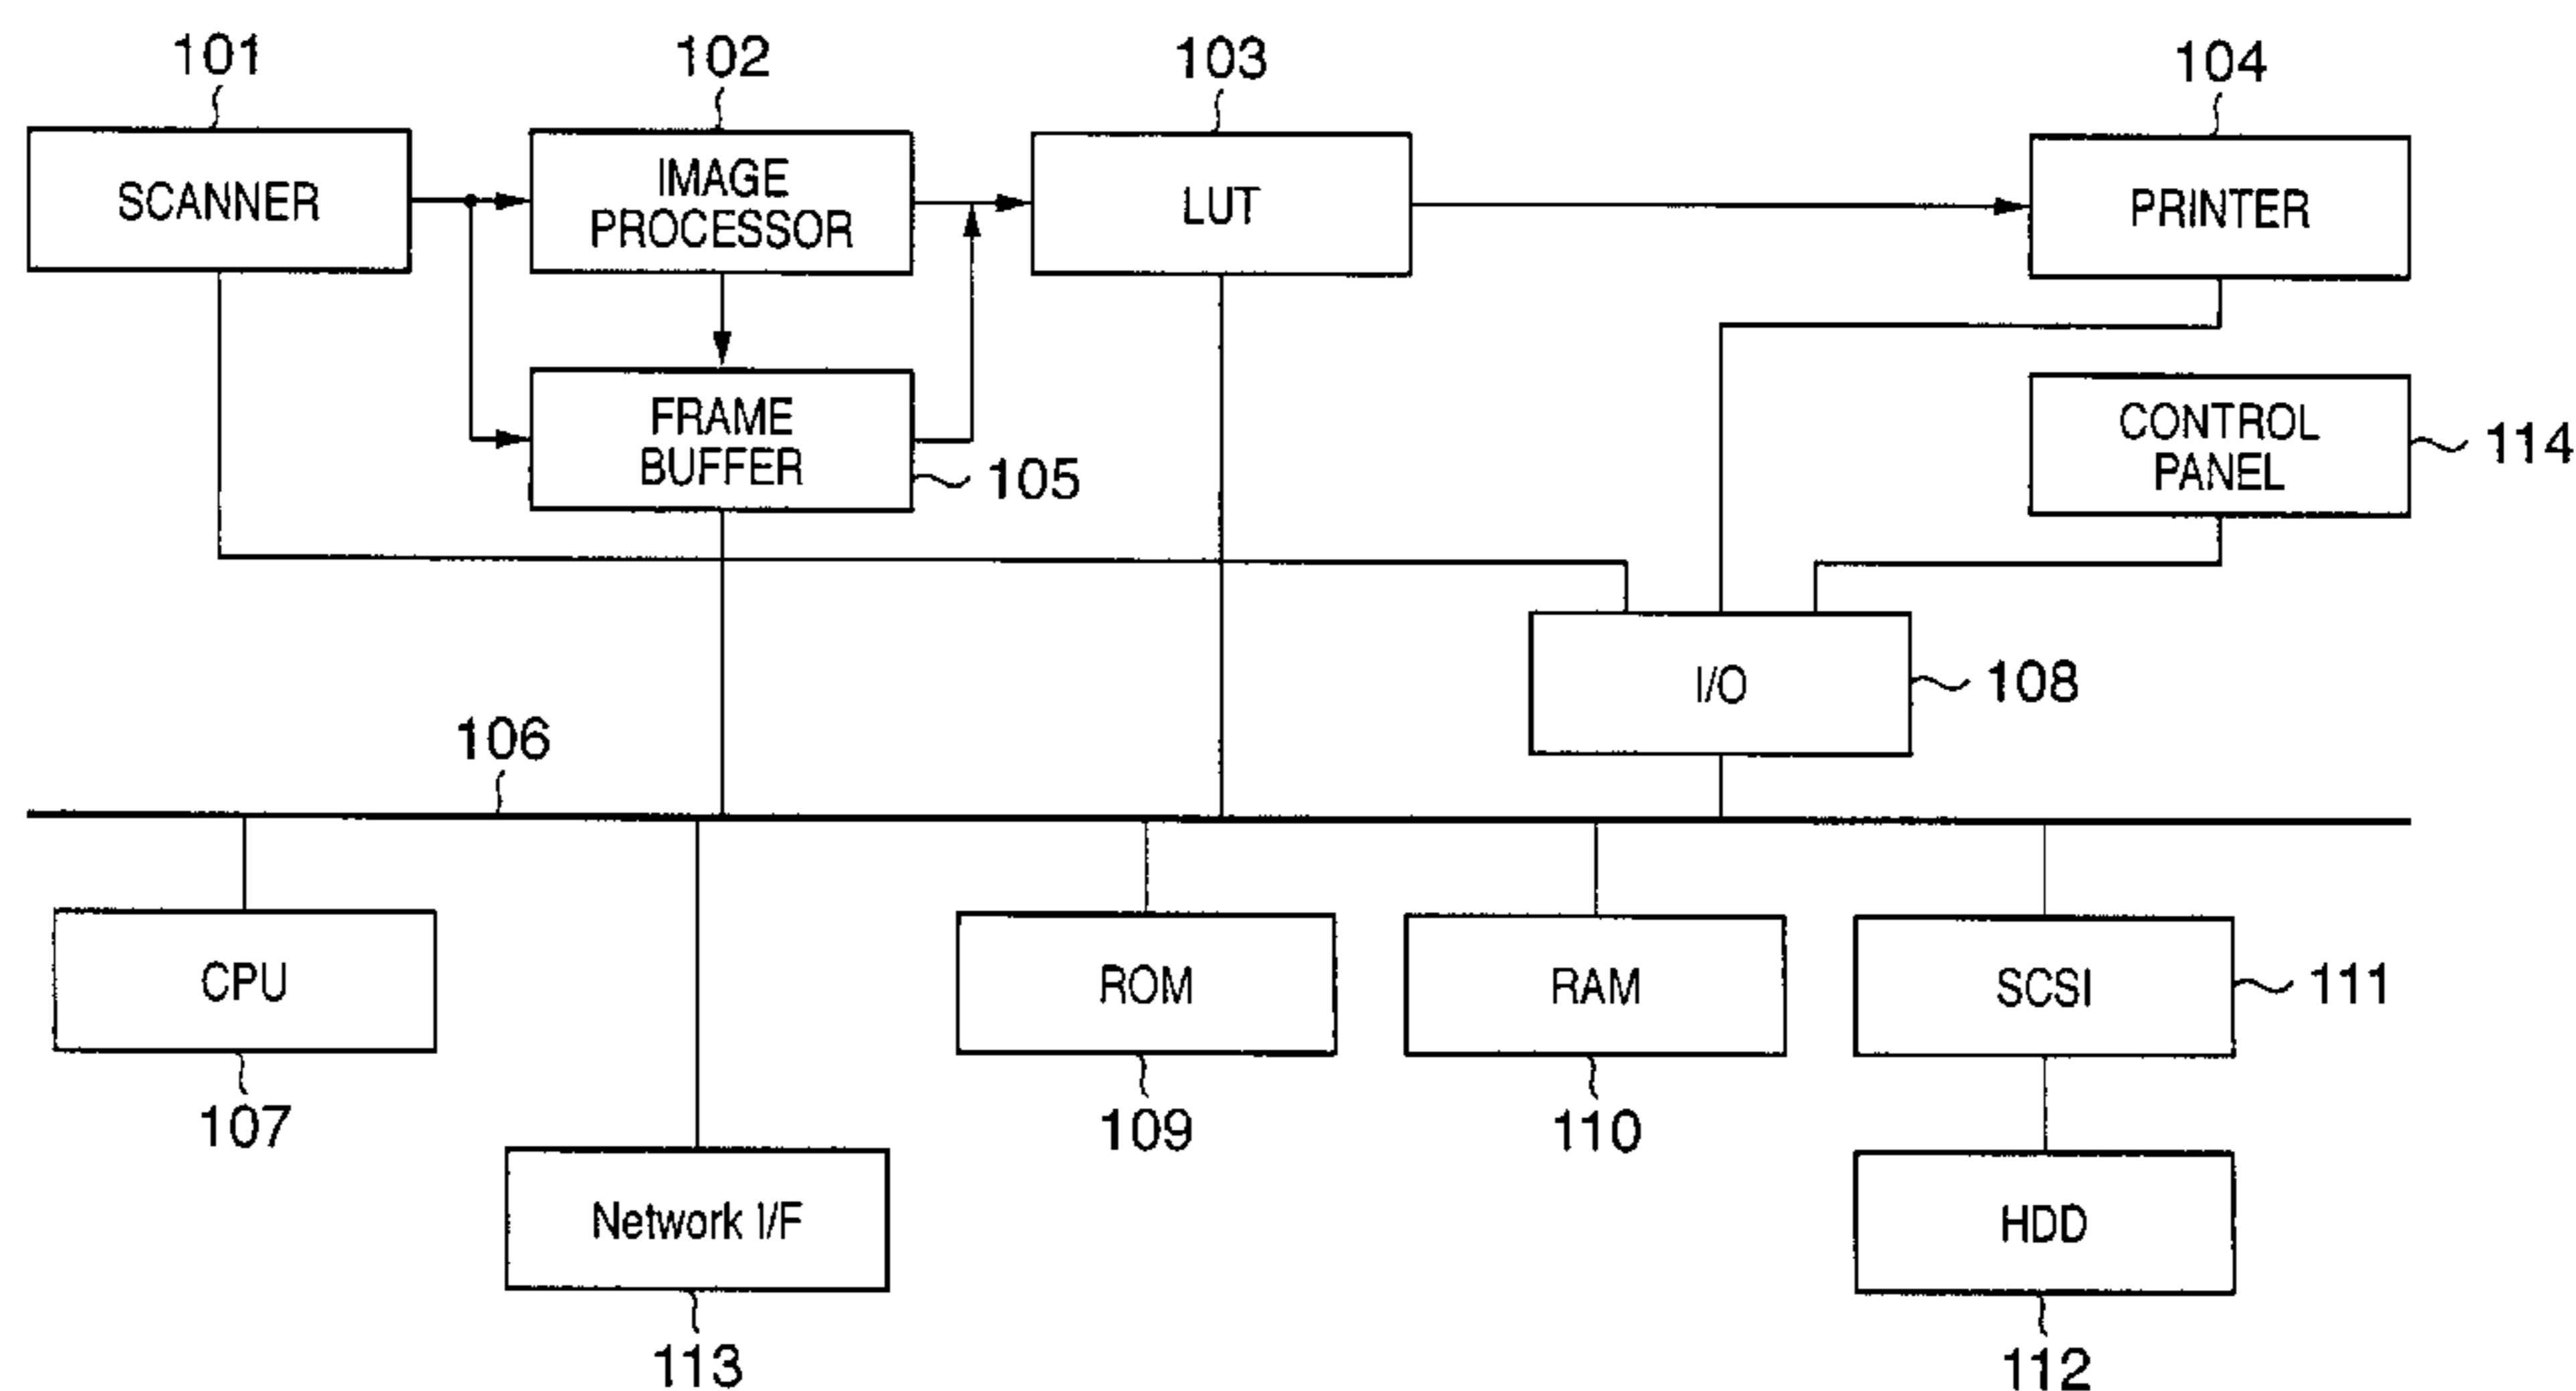 101
102
103
104
SCANNER
IMAGE
PROCESSOR
LUT
PRINTER
FRAME
BUFFER
105
CONTROL
PANEL
114
I/O
108
106
CPU
ROM
RAM
SCSI
111
107
109
110
Network I/F
HDD
113
112